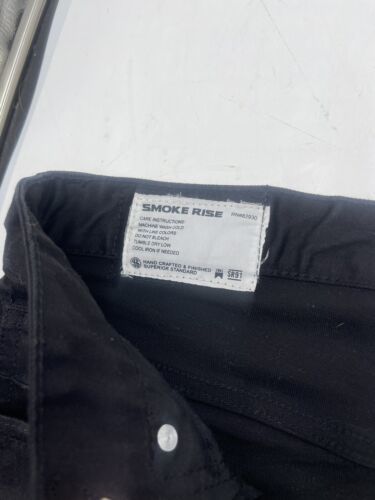 SMOKE RISE
CARE INSTRUCTIONS
MACHINE WASH COLD
WITH LIKE COLORS
DO NOT BLEACH
TUMBLE DRY LOW
COOL IRON IF NEEDED
HAND CRAFTED & FINISHED
SUPERIOR STANDARD
SR91